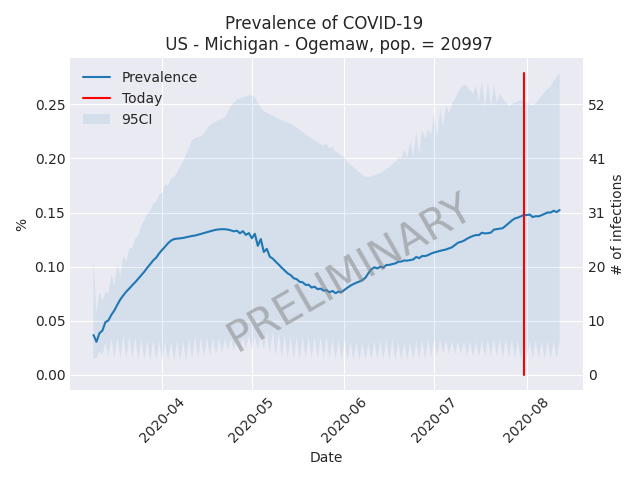 Prevalence of COVID-19
US - Michigan - Ogemaw, pop. = 20997
Prevalence
Today
95CI
PRELIMINARY
%
0.25
0.20
0.15
0.10
0.05
0.00
52
41
31
20
10
0
# of infections
2020-04
2020-05
2020-06
2020-07
2020-08
Date